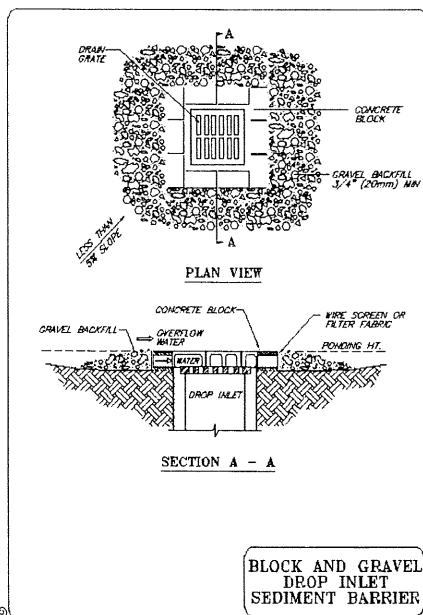 A
DRAIN
GRATE
CONCRETE
BLOCK
GRAVEL BACKFILL
3/4" (20mm) MIN
LESS THAN
5% SLOPE
A
PLAN VIEW
CONCRETE BLOCK
WIRE SCREEN OR
FILTER FABRIC
GRAVEL BACKFILL
OVERFLOW
WATER
PONDING HT.
WATER
DROP INLET
SECTION A - A
BLOCK AND GRAVEL
DROP INLET
SEDIMENT BARRIER